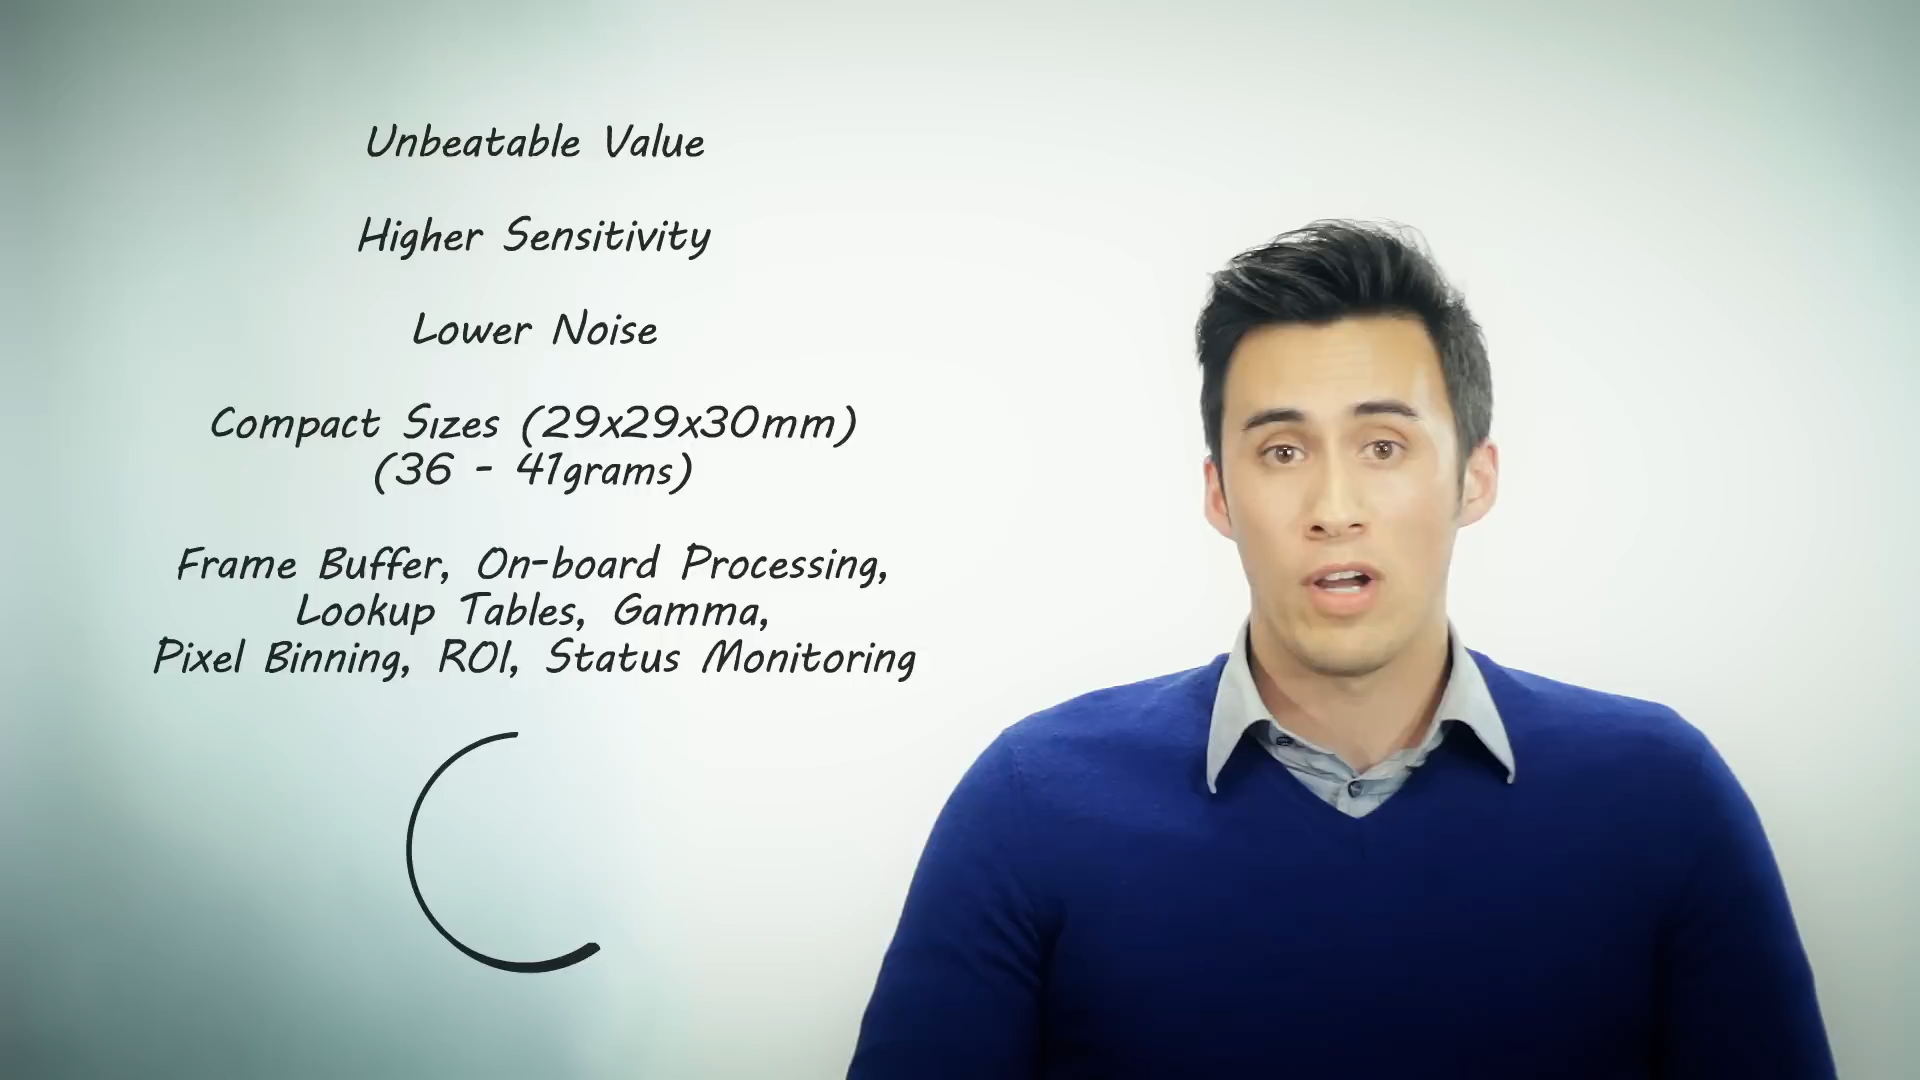 Unbeatable Value
Higher Sensitivity
Lower Noise
Compact Sizes (29x29x30mm)
(36 - 41grams)
Frame Buffer, On-board Processing,
Lookup Tables, Gamma,
Pixel Binning, ROI, Status Monitoring